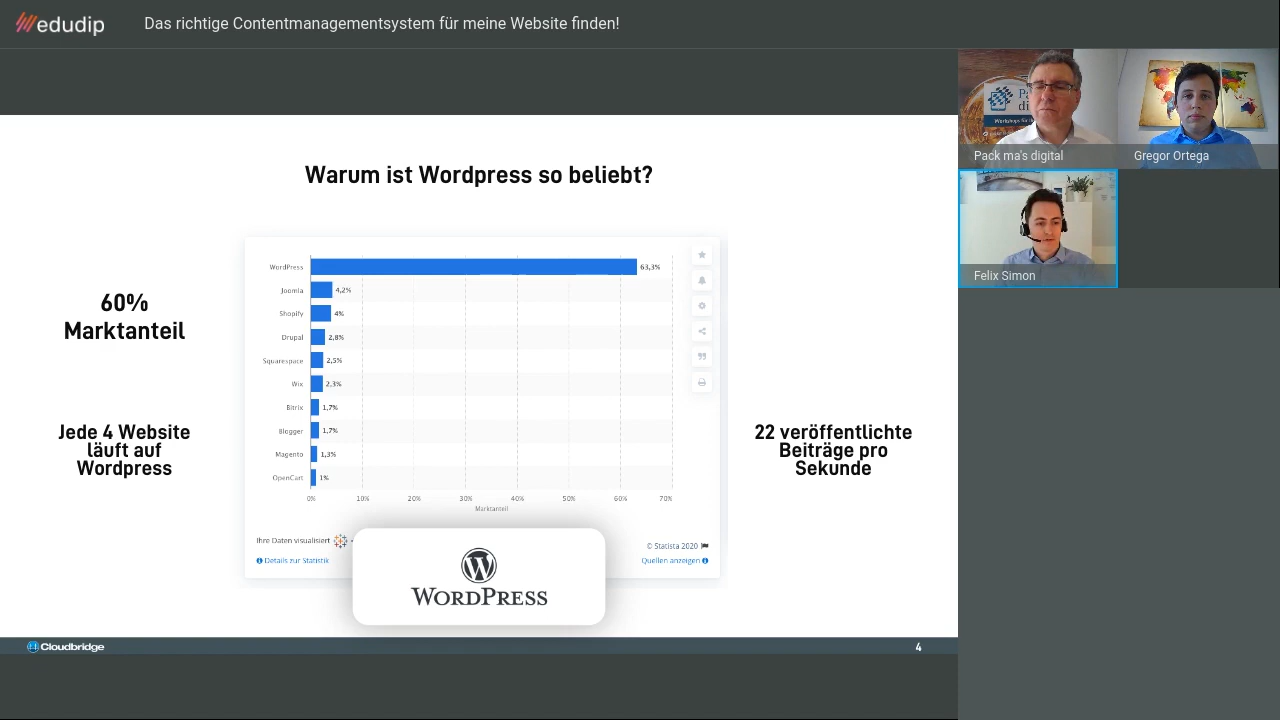 edudip
Das richtige Contentmanagementsystem für meine Website finden!
Warum ist Wordpress so beliebt?
60%
Marktanteil
Jede 4 Website
läuft auf
Wordpress
WordPress 63,3%
Joomla 4,2%
Shopify 4%
Drupal 2,8%
Squarespace 2,5%
Wix 2,3%
Bitrix 1,7%
Blogger 1,7%
Magento 1,3%
OpenCart 1%
0% 10% 20% 30% 40% 50% 60% 70%
Marktanteil
Ihre Daten visualisiert
Details zur Statistik
© Statista 2020
Quellen anzeigen
WORDPRESS
22 veröffentlichte
Beiträge pro
Sekunde
Cloudbridge
4
Workshops für
Pack ma's digital
Gregor Ortega
Felix Simon